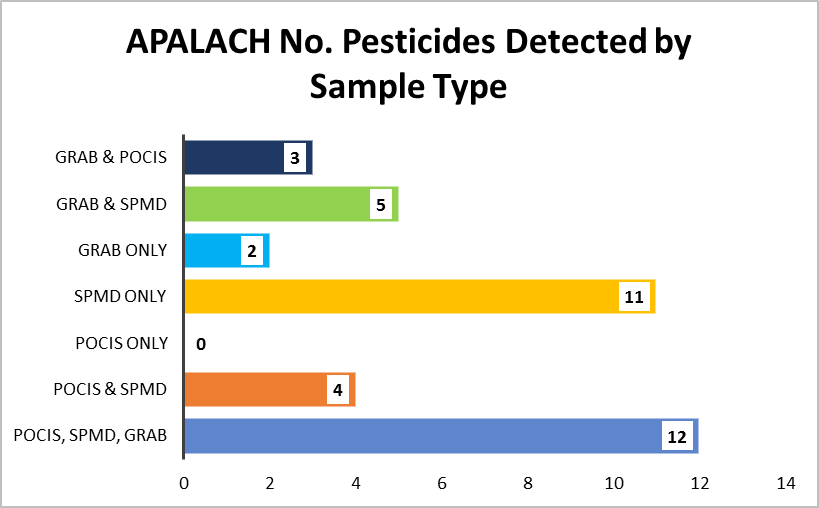 APALACH No. Pesticides Detected by
Sample Type
GRAB & POCIS 3
GRAB & SPMD 5
GRAB ONLY 2
SPMD ONLY 11
POCIS ONLY 0
POCIS & SPMD 4
POCIS, SPMD, GRAB 12
0 2 4 6 8 10 12 14